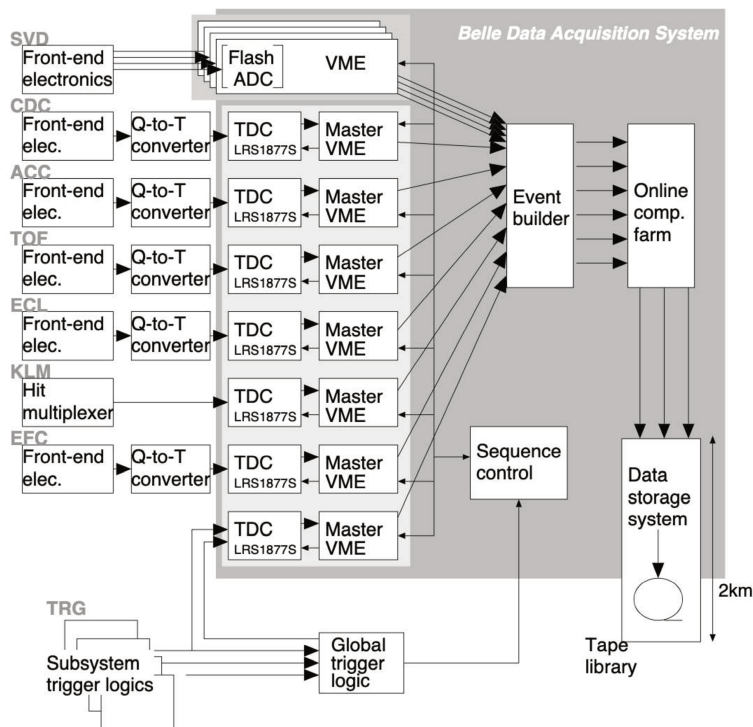 Belle Data Acquisition System
SVD
Front-end
electronics
Flash
ADC
VME
CDC
Front-end
elec.
Q-to-T
converter
TDC
LRS1877S
Master
VME
ACC
Front-end
elec.
Q-to-T
converter
TDC
LRS1877S
Master
VME
TOF
Front-end
elec.
Q-to-T
converter
TDC
LRS1877S
Master
VME
ECL
Front-end
elec.
Q-to-T
converter
TDC
LRS1877S
Master
VME
KLM
Hit
multiplexer
TDC
LRS1877S
Master
VME
EFC
Front-end
elec.
Q-to-T
converter
TDC
LRS1877S
Master
VME
TDC
LRS1877S
Master
VME
Event
builder
Online
comp.
farm
Sequence
control
Data
storage
system
2km
Tape
library
TRG
Subsystem
trigger logics
Global
trigger
logic